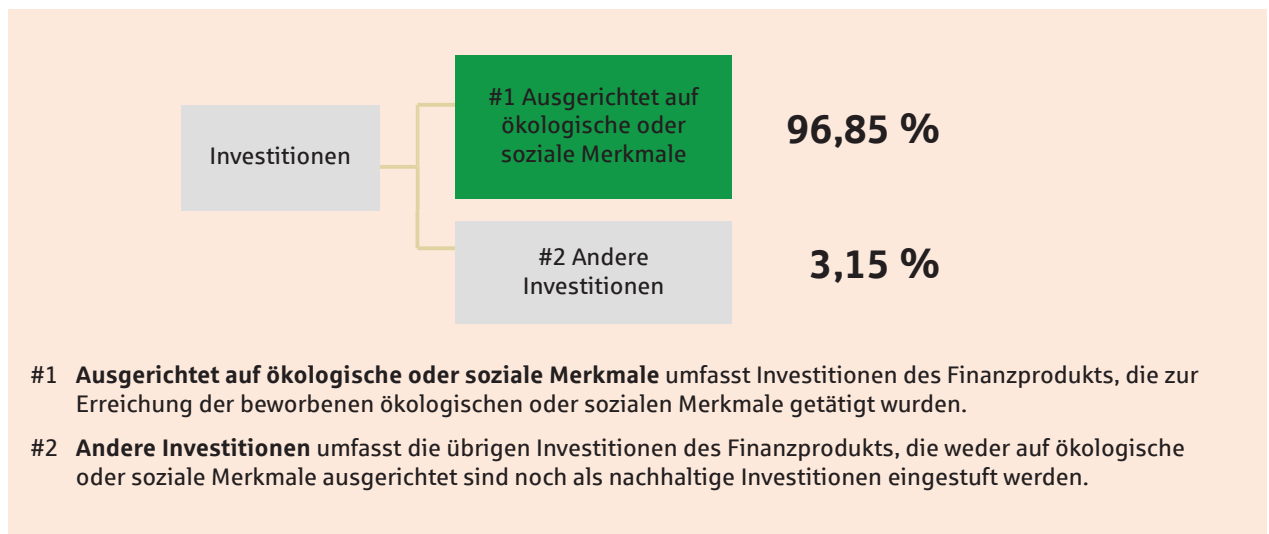 #1 Ausgerichtet auf
ökologische oder
soziale Merkmale
96,85 %
Investitionen
#2 Andere
Investitionen
3,15 %
#1 Ausgerichtet auf ökologische oder soziale Merkmale umfasst Investitionen des Finanzprodukts, die zur
Erreichung der beworbenen ökologischen oder sozialen Merkmale getätigt wurden.
#2 Andere Investitionen umfasst die übrigen Investitionen des Finanzprodukts, die weder auf ökologische
oder soziale Merkmale ausgerichtet sind noch als nachhaltige Investitionen eingestuft werden.